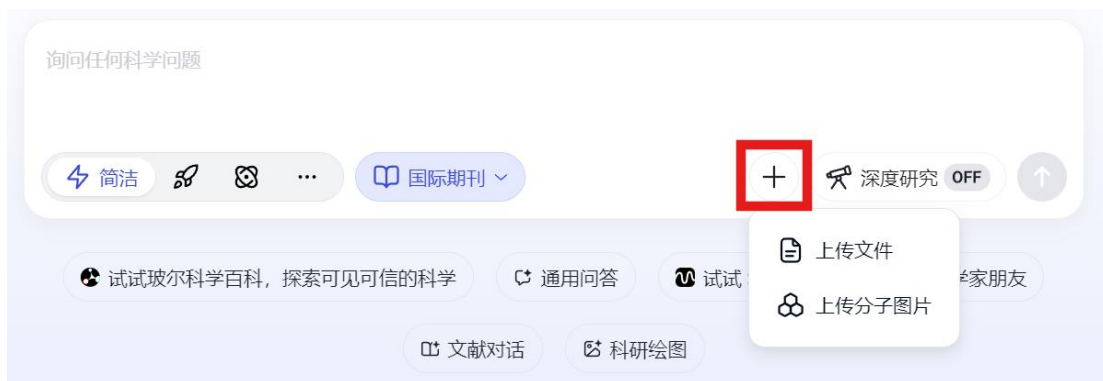 询问任何科学问题
简洁 ··· 国际期刊 深度研究 OFF
上传文件
试试玻尔科学百科，探索可见可信的科学 通用问答 试试 学家朋友
上传分子图片
文献对话 科研绘图